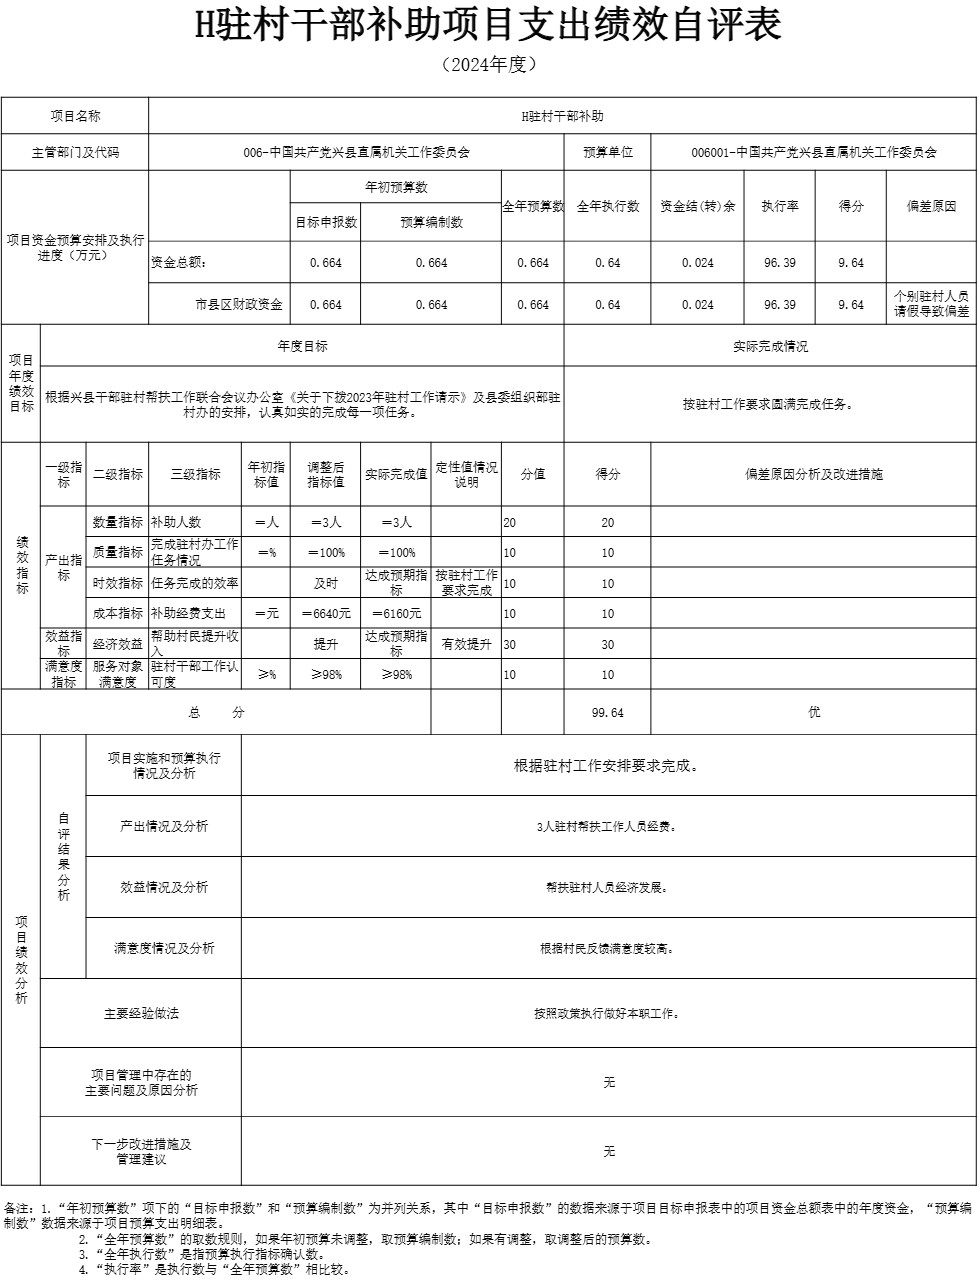 H驻村干部补助项目支出绩效自评表
（2024年度）
项目名称 H驻村干部补助
主管部门及代码 006-中国共产党兴县直属机关工作委员会 预算单位 006001-中国共产党兴县直属机关工作委员会
项目资金预算安排及执行
进度（万元）
年初预算数 全年预算数 全年执行数 资金结(转)余 执行率 得分 偏差原因
目标申报数 预算编制数
资金总额： 0.664 0.664 0.664 0.64 0.024 96.39 9.64
市县区财政资金 0.664 0.664 0.664 0.64 0.024 96.39 9.64 个别驻村人员
请假导致偏差
项目
年度
绩效
目标
年度目标 实际完成情况
根据兴县干部驻村帮扶工作联合会议办公室《关于下拨2023年驻村工作请示》及县委组织部驻
村办的安排，认真如实的完成每一项任务。
按驻村工作要求圆满完成任务。
绩
效
指
标
一级指
标
二级指标 三级指标
年初指
标值
调整后
指标值
实际完成值
定性值情况
说明
分值 得分 偏差原因分析及改进措施
产出指
标
数量指标 补助人数 ＝人 ＝3人 ＝3人 20 20
质量指标 完成驻村办工作
任务情况
＝% ＝100% ＝100% 10 10
时效指标 任务完成的效率 及时 达成预期指
标
按驻村工作
要求完成
10 10
成本指标 补助经费支出 ＝元 ＝6640元 ＝6160元 10 10
效益指
标
经济效益 帮助村民提升收
入
提升 达成预期指
标
有效提升 30 30
满意度
指标
服务对象
满意度
驻村干部工作认
可度
≥% ≥98% ≥98% 10 10
总 分 99.64 优
项
目
绩
效
分
析
自
评
结
果
分
析
项目实施和预算执行
情况及分析
根据驻村工作安排要求完成。
产出情况及分析 3人驻村帮扶工作人员经费。
效益情况及分析 帮扶驻村人员经济发展。
满意度情况及分析 根据村民反馈满意度较高。
主要经验做法 按照政策执行做好本职工作。
项目管理中存在的
主要问题及原因分析
无
下一步改进措施及
管理建议
无
备注：1.“年初预算数”项下的“目标申报数”和“预算编制数”为并列关系，其中“目标申报数”的数据来源于项目目标申报表中的项目资金总额表中的年度资金，“预算编
制数”数据来源于项目预算支出明细表。
2.“全年预算数”的取数规则，如果年初预算未调整，取预算编制数；如果有调整，取调整后的预算数。
3.“全年执行数”是指预算执行指标确认数。
4.“执行率”是执行数与“全年预算数”相比较。